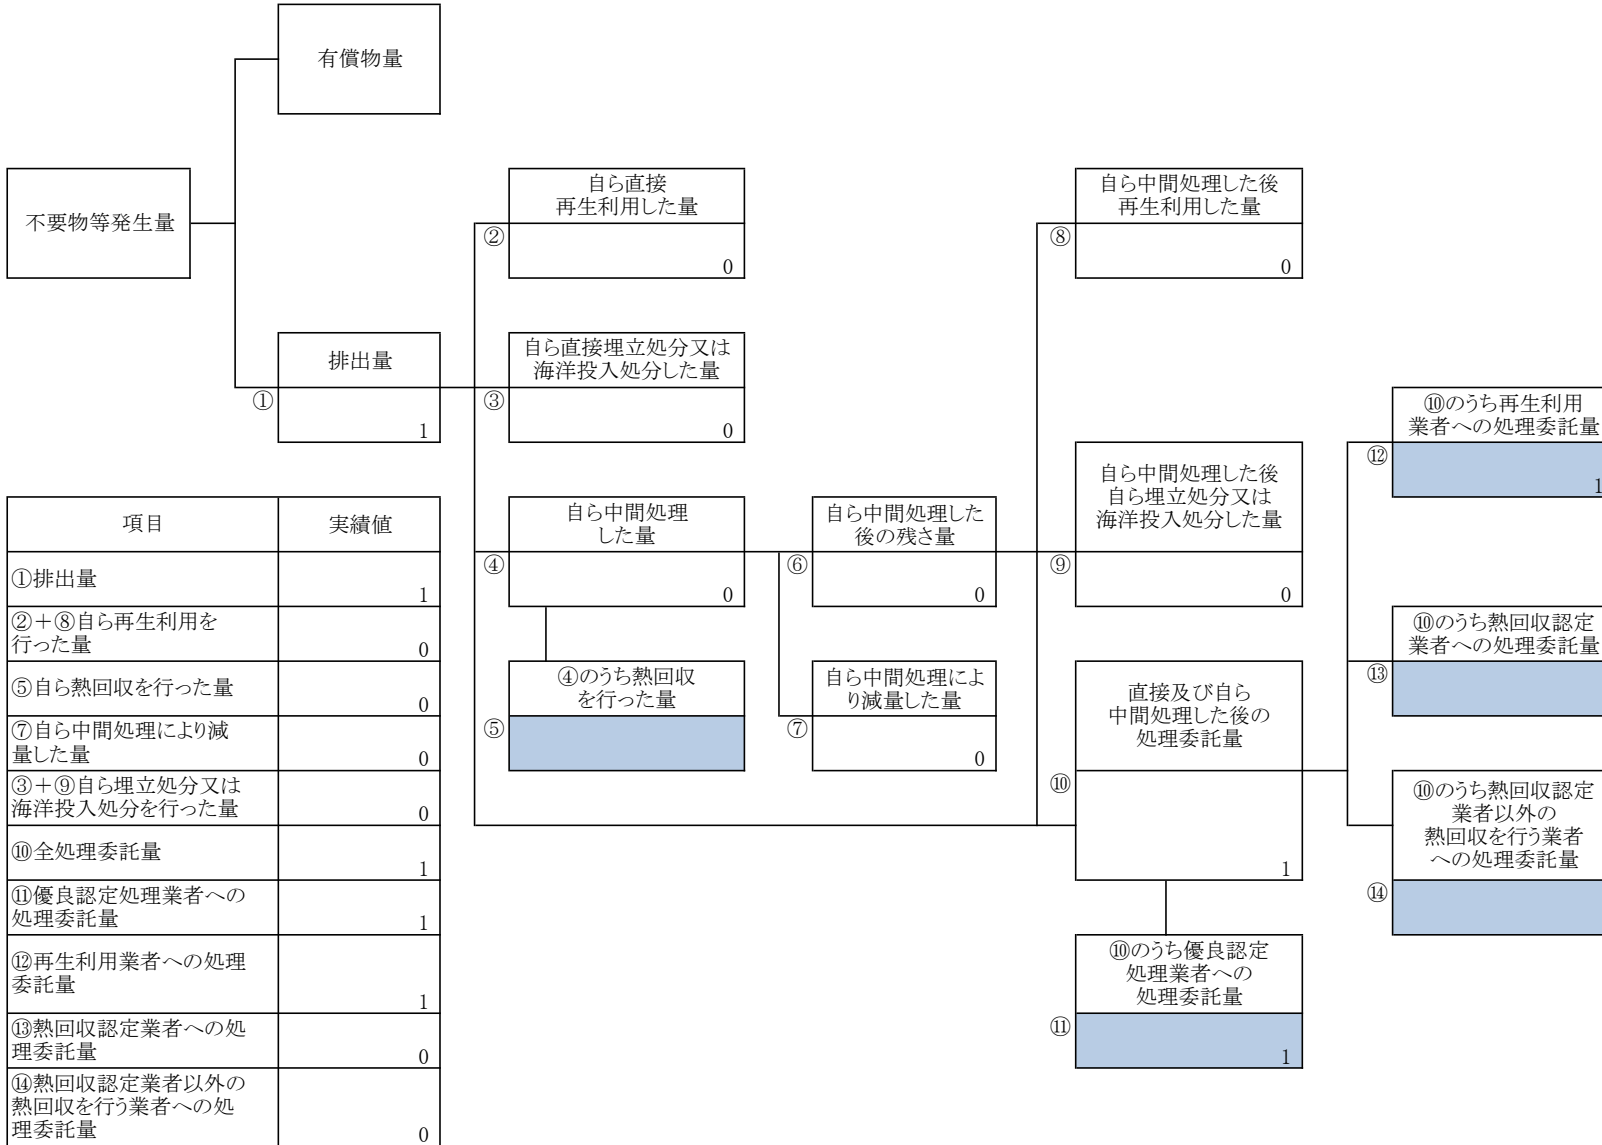 有償物量
不要物等発生量
自ら直接
再生利用した量
②
0
自ら中間処理した後
再生利用した量
⑧
0
排出量
①
1
自ら直接埋立処分又は
海洋投入処分した量
③
0
⑩のうち再生利用
業者への処理委託量
⑫
1
自ら中間処理した後
自ら埋立処分又は
海洋投入処分した量
⑨
0
自ら中間処理
した量
④
0
自ら中間処理した
後の残さ量
⑥
0
⑩のうち熱回収認定
業者への処理委託量
⑬
④のうち熱回収
を行った量
⑤
自ら中間処理によ
り減量した量
⑦
0
直接及び自ら
中間処理した後の
処理委託量
⑩
1
⑩のうち熱回収認定
業者以外の
熱回収を行う業者
への処理委託量
⑭
⑩のうち優良認定
処理業者への
処理委託量
⑪
1
項目 実績値
①排出量 1
②+⑧自ら再生利用を
行った量 0
⑤自ら熱回収を行った量 0
⑦自ら中間処理により減
量した量 0
③+⑨自ら埋立処分又は
海洋投入処分を行った量 0
⑩全処理委託量 1
⑪優良認定処理業者への
処理委託量 1
⑫再生利用業者への処理
委託量 1
⑬熱回収認定業者への処
理委託量 0
⑭熱回収認定業者以外の
熱回収を行う業者への処
理委託量 0